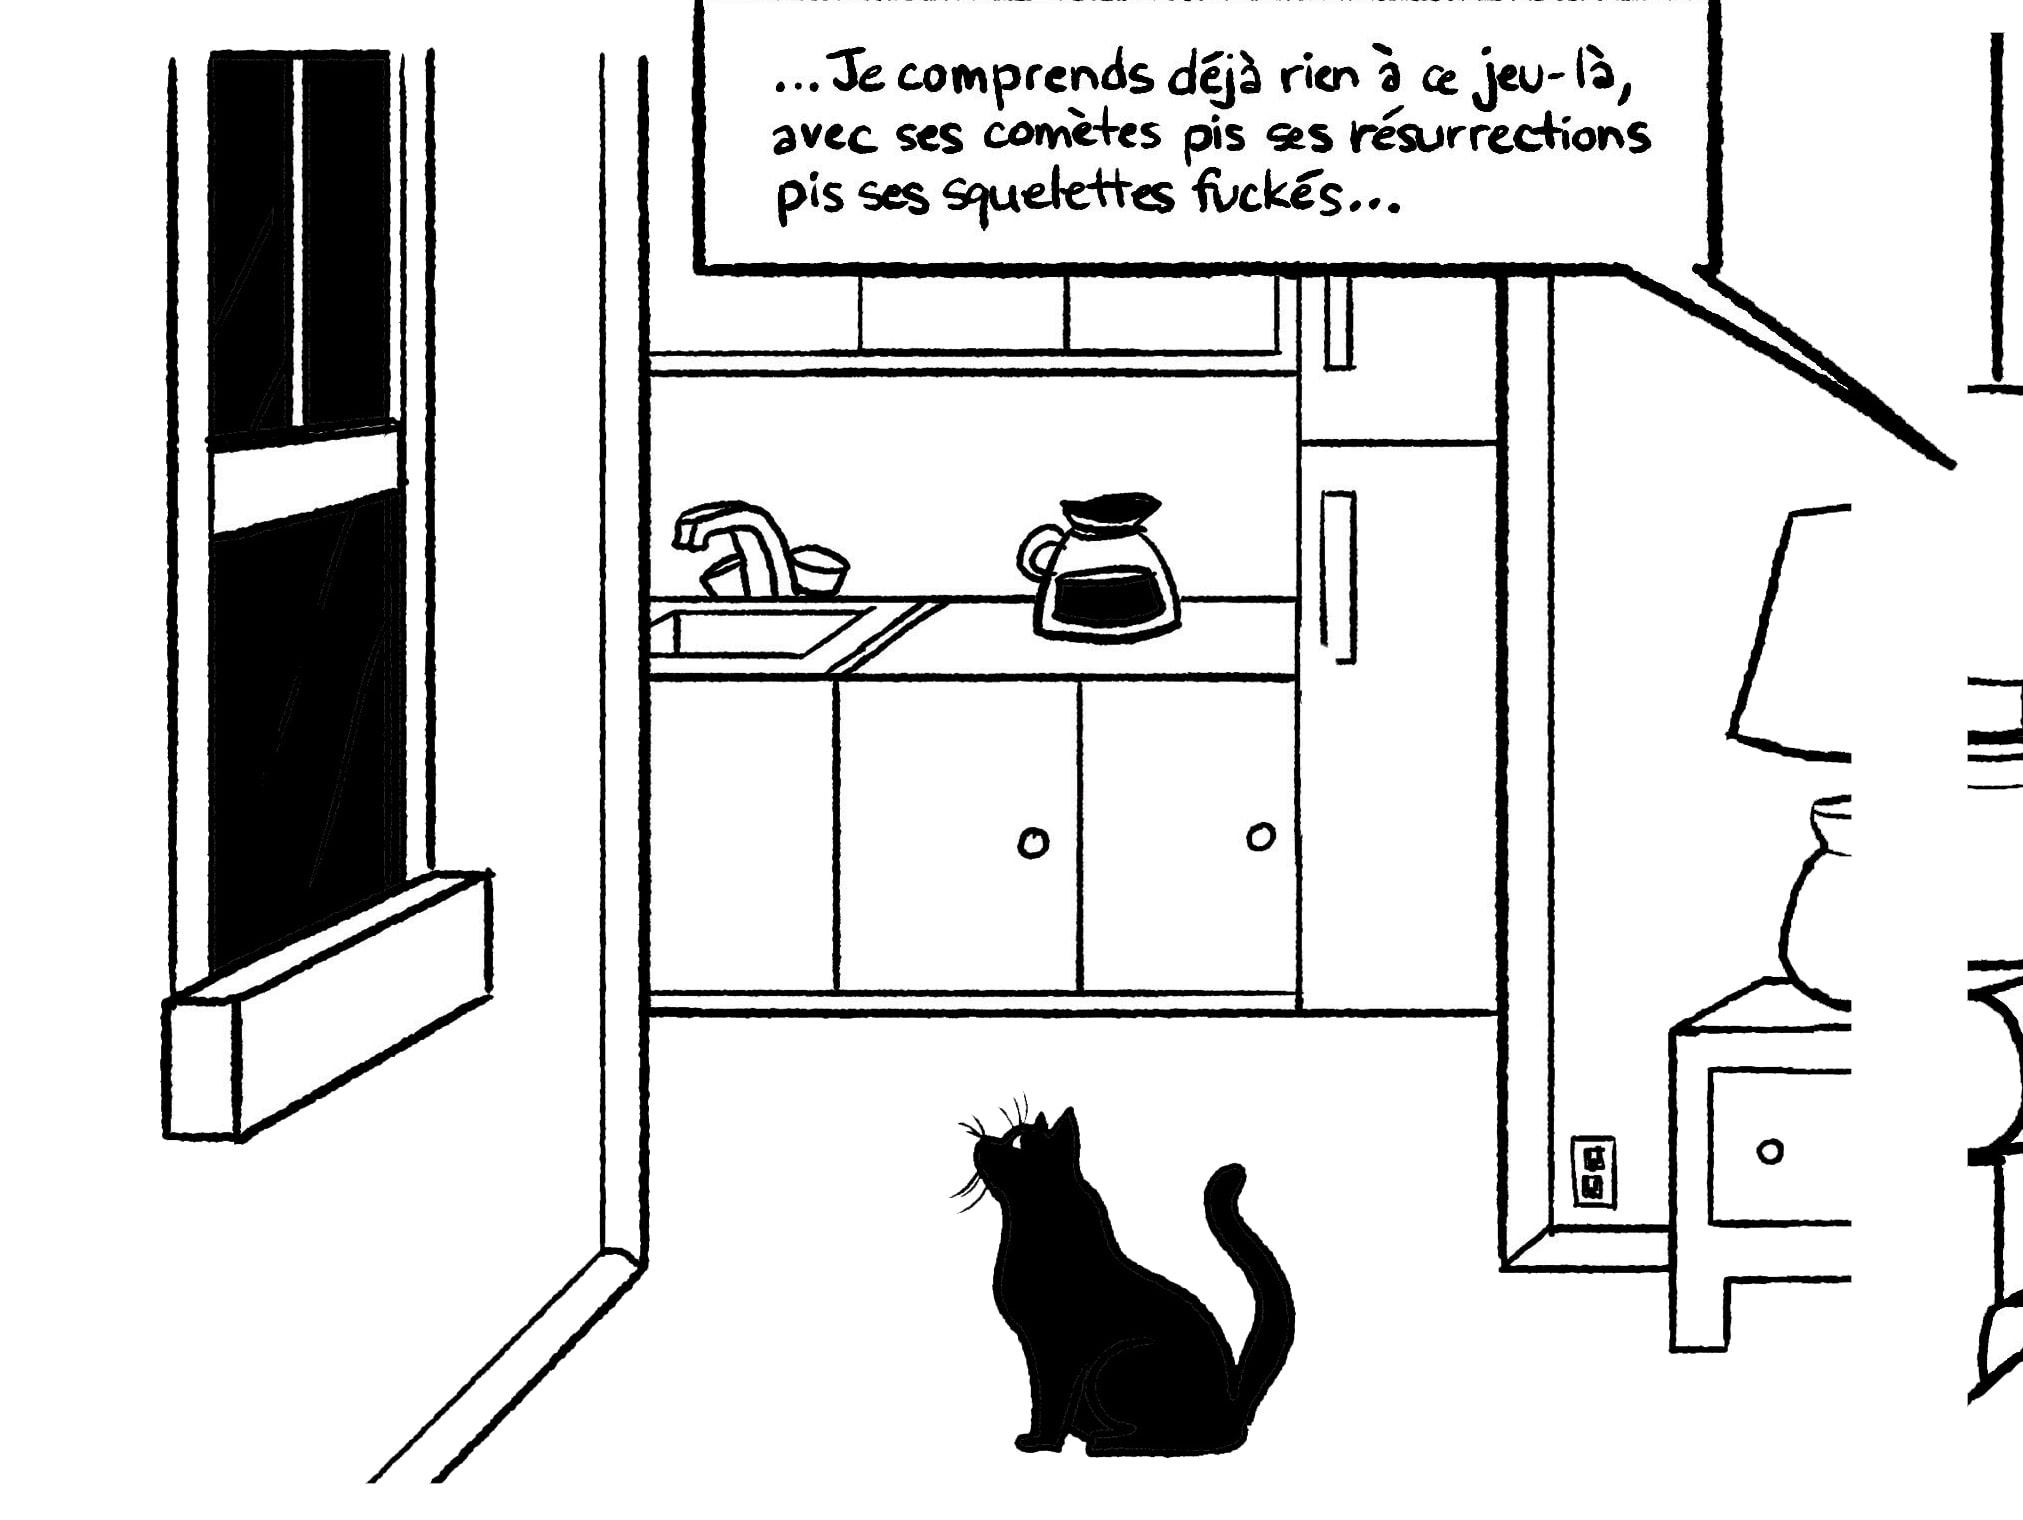 ...Je comprends déjà rien à ce jeu-là,
avec ses comètes pis ses résurrections
pis ses squelettes fuckés...